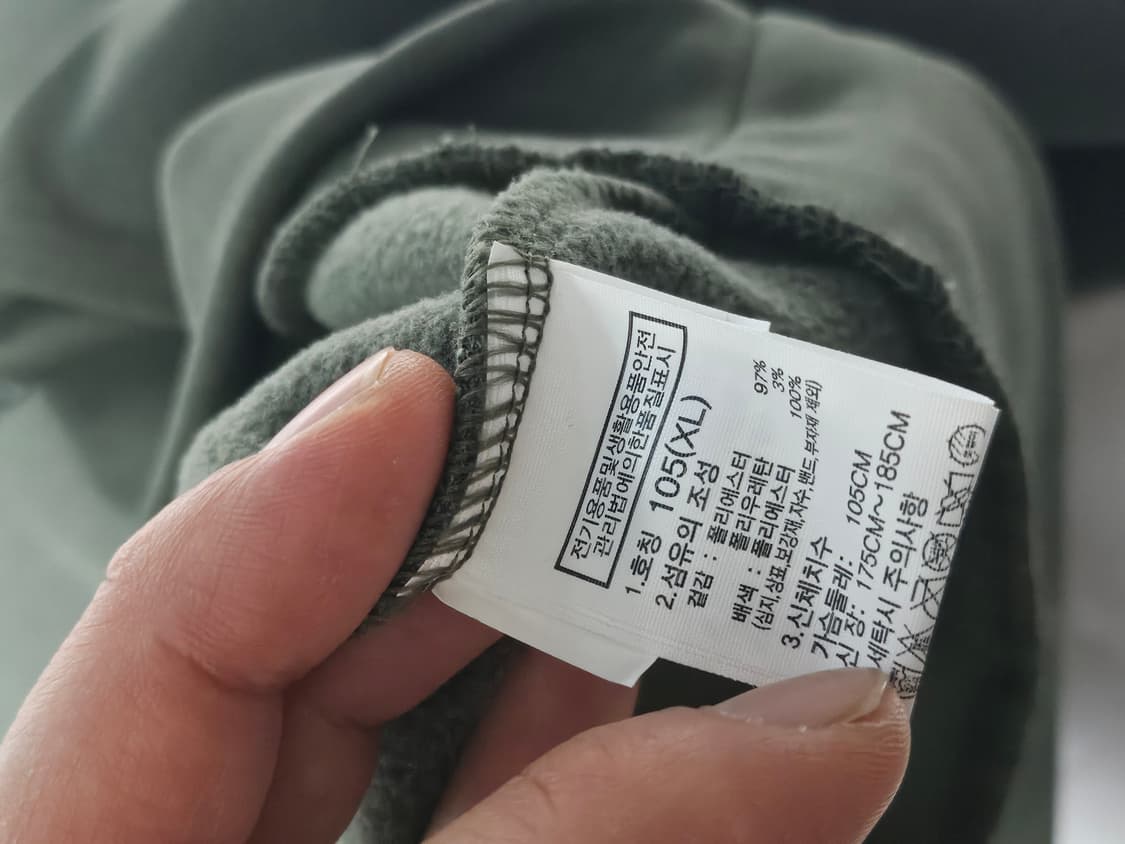 전기용품및생활용품안전
관리법에의한품질표시
1.호칭 105(XL)
2.섬유의 조성
겉감 : 폴리에스터 97%
폴리우레탄 3%
배색 : 폴리에스터 100%
(심지,상표,보강재,자수,밴드,부자재 제외)
3.신체치수
가슴둘레: 105CM
신 장: 175CM~185CM
세탁시 주의사항